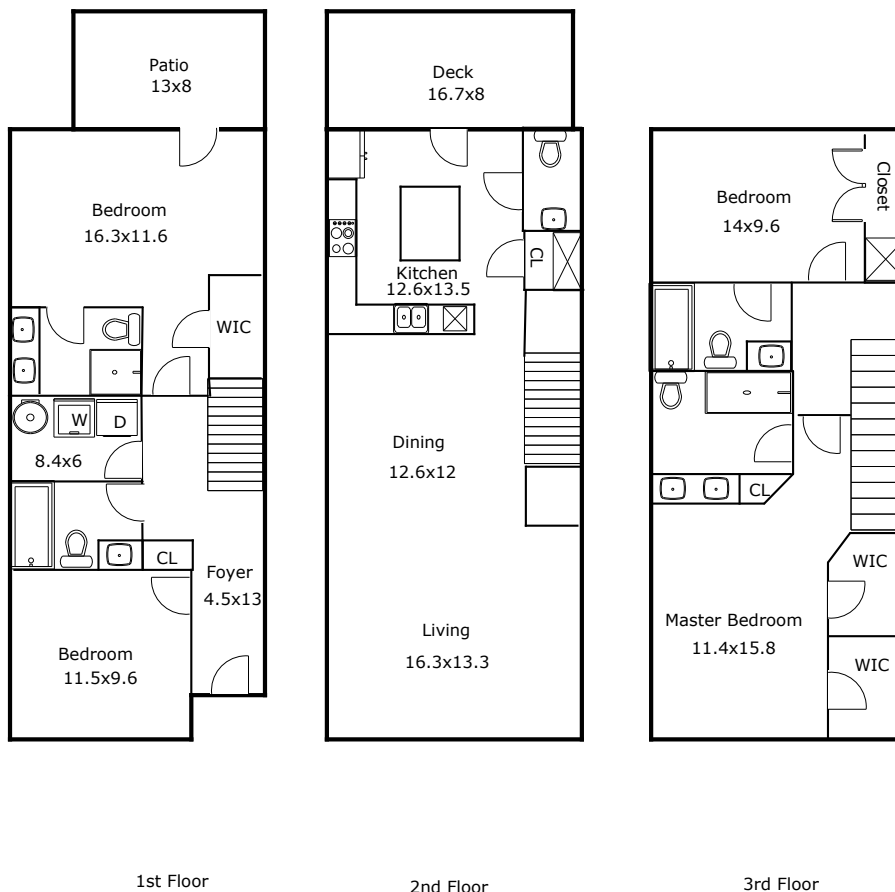 Patio
13x8
Bedroom
16.3x11.6
WIC
W
D
8.4x6
CL
Foyer
4.5x13
Bedroom
11.5x9.6
1st Floor
Deck
16.7x8
CL
Kitchen
12.6x13.5
Dining
12.6x12
Living
16.3x13.3
2nd Floor
Closet
Bedroom
14x9.6
CL
WIC
Master Bedroom
11.4x15.8
WIC
3rd Floor